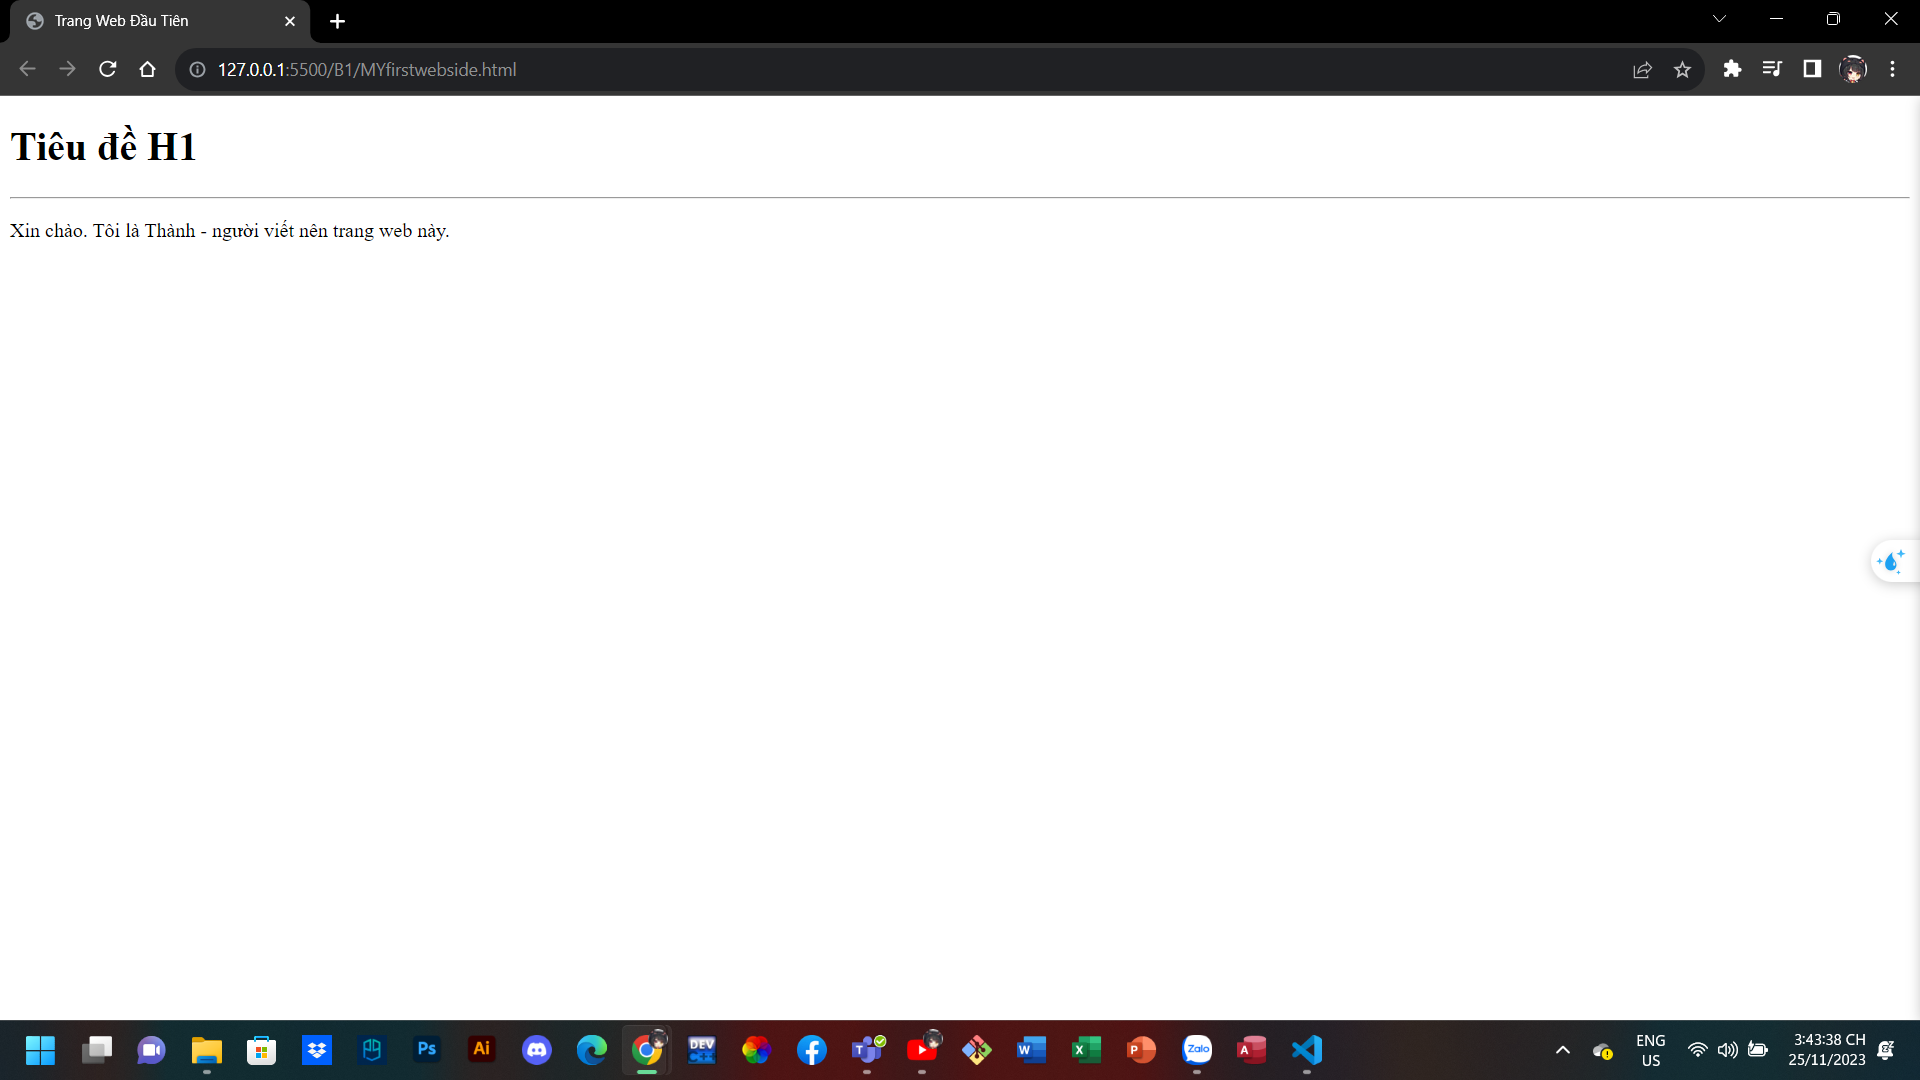 Trang Web Đầu Tiên
127.0.0.1:5500/B1/MYfirstwebside.html
Tiêu đề H1
Xin chào. Tôi là Thành - người viết nên trang web này.
Ps
Ai
DEV
C++
T
W
X
P
Zalo
A
ENG
US
3:43:38 CH
25/11/2023